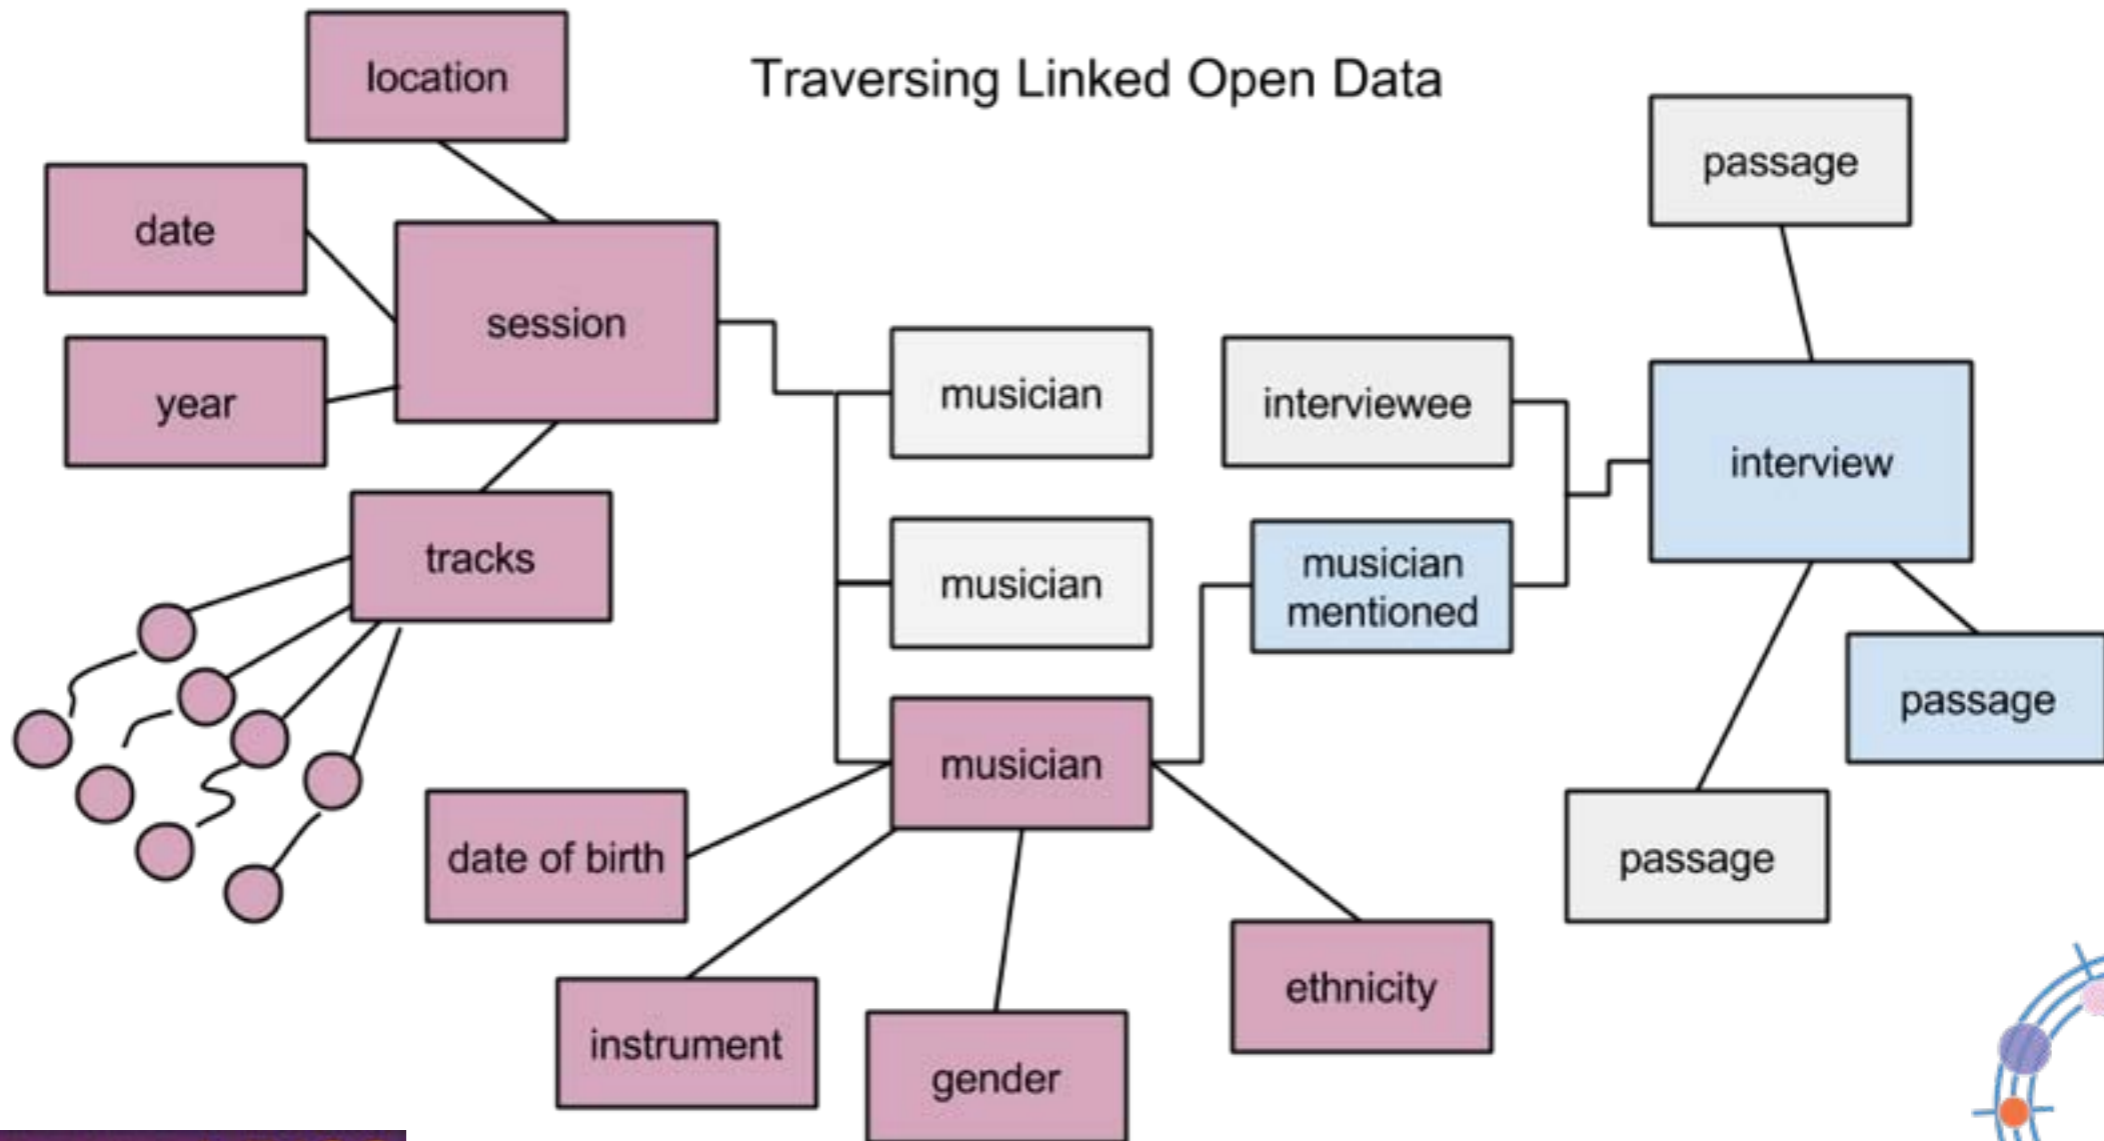 location
Traversing Linked Open Data
passage
date
session
year
musician
interviewee
interview
tracks
musician
musician
mentioned
passage
musician
date of birth
passage
ethnicity
instrument
gender